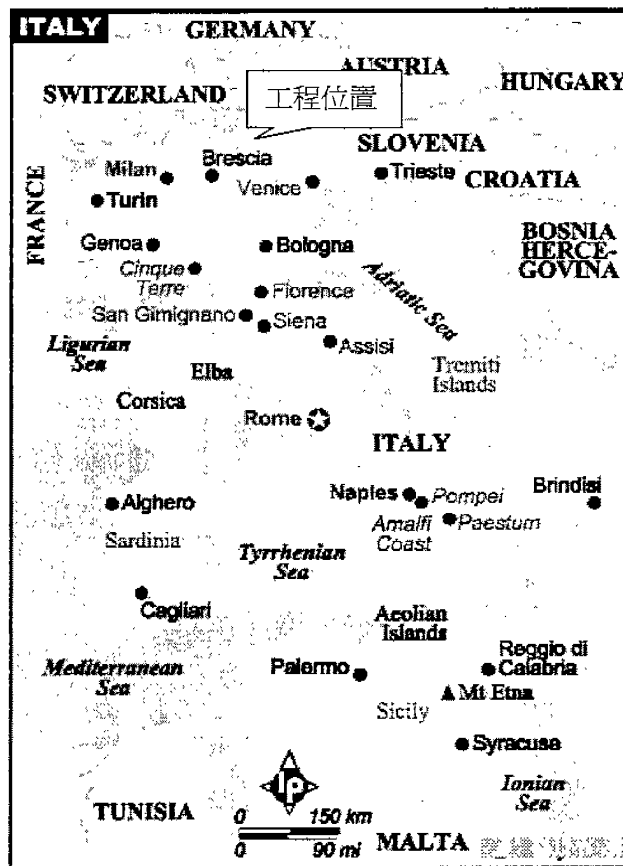 ITALY
GERMANY
AUSTRIA
HUNGARY
SWITZERLAND
工程位置
SLOVENIA
FRANCE
Milan
Brescia
Venice
Trieste
CROATIA
Turin
BOSNIA
HERCE-
GOVINA
Genoa
Bologna
Cinque
Terre
Adriatic Sea
Florence
San Gimignano
Siena
Ligurian
Sea
Assisi
Elba
Tremiti
Islands
Corsica
Rome
ITALY
Naples
Pompei
Brindisi
Alghero
Amalfi
Coast
Paestum
Sardinia
Tyrrhenian
Sea
Cagliari
Aeolian
Islands
Mediterranean
Sea
Palermo
Reggio di
Calabria
Mt Etna
Sicily
Syracusa
lp
Ionian
Sea
TUNISIA
0 150 km
0 90 mi
MALTA